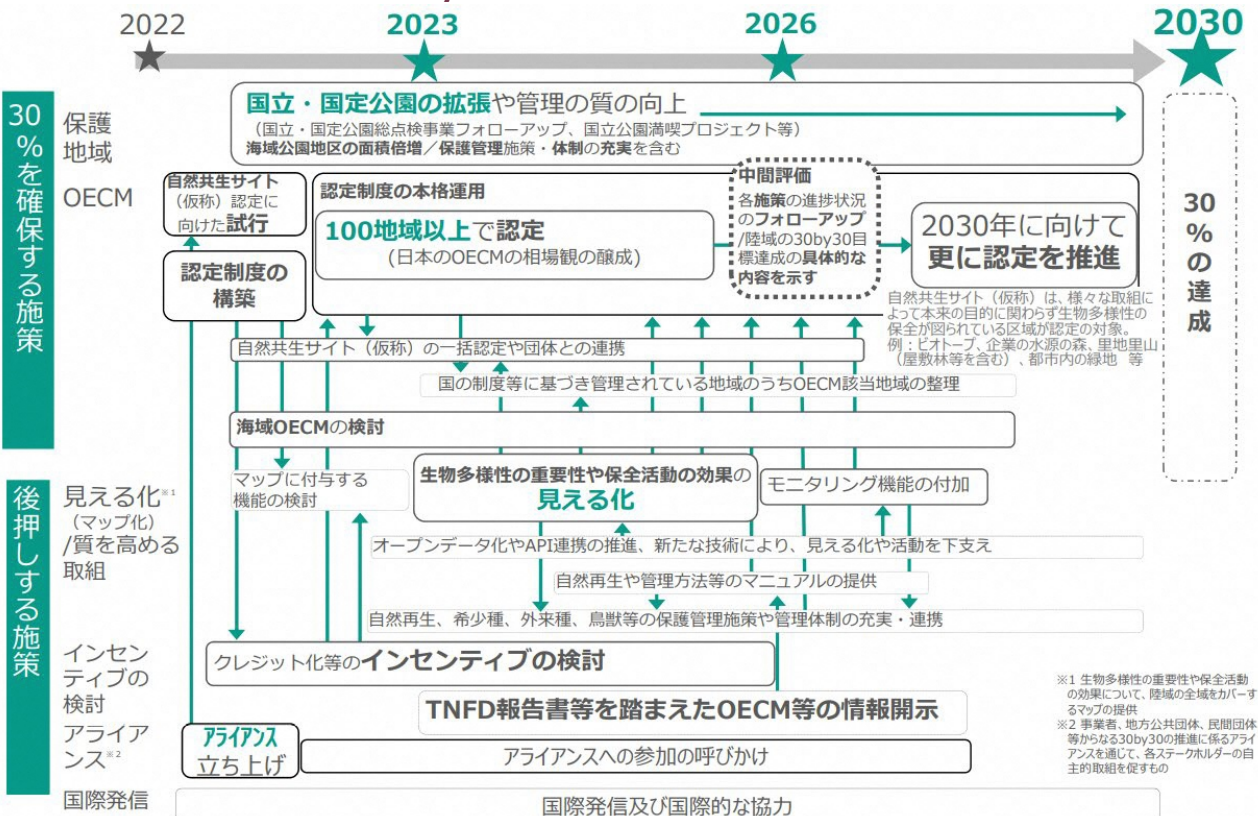 2022
2023
2026
2030
30%を確保する施策
保護
地域
国立・国定公園の拡張や管理の質の向上
（国立・国定公園総点検事業フォローアップ、国立公園満喫プロジェクト等）
海域公園地区の面積倍増／保護管理施策・体制の充実を含む
OECM
自然共生サイト
（仮称）認定に
向けた試行
認定制度の
構築
認定制度の本格運用
100地域以上で認定
(日本のOECMの相場観の醸成)
中間評価
各施策の進捗状況
のフォローアップ
/陸域の30by30目
標達成の具体的な
内容を示す
2030年に向けて
更に認定を推進
自然共生サイト（仮称）は、様々な取組に
よって本来の目的に関わらず生物多様性の
保全が図られている区域が認定の対象。
例：ビオトープ、企業の水源の森、里地里山
（屋敷林等を含む）、都市内の緑地 等
30%の達成
自然共生サイト（仮称）の一括認定や団体との連携
国の制度等に基づき管理されている地域のうちOECM該当地域の整理
海域OECMの検討
後押しする施策
見える化※1
（マップ化）
/質を高める
取組
マップに付与する
機能の検討
生物多様性の重要性や保全活動の効果の
見える化
モニタリング機能の付加
オープンデータ化やAPI連携の推進、新たな技術により、見える化や活動を下支え
自然再生や管理方法等のマニュアルの提供
自然再生、希少種、外来種、鳥獣等の保護管理施策や管理体制の充実・連携
インセン
ティブの
検討
クレジット化等のインセンティブの検討
TNFD報告書等を踏まえたOECM等の情報開示
アライア
ンス※2
アライアンス
立ち上げ
アライアンスへの参加の呼びかけ
※1 生物多様性の重要性や保全活動
の効果について、陸域の全域をカバーす
るマップの提供
※2 事業者、地方公共団体、民間団体
等からなる30by30の推進に係るアライ
アンスを通じて、各ステークホルダーの自
主的取組を促すもの
国際発信
国際発信及び国際的な協力